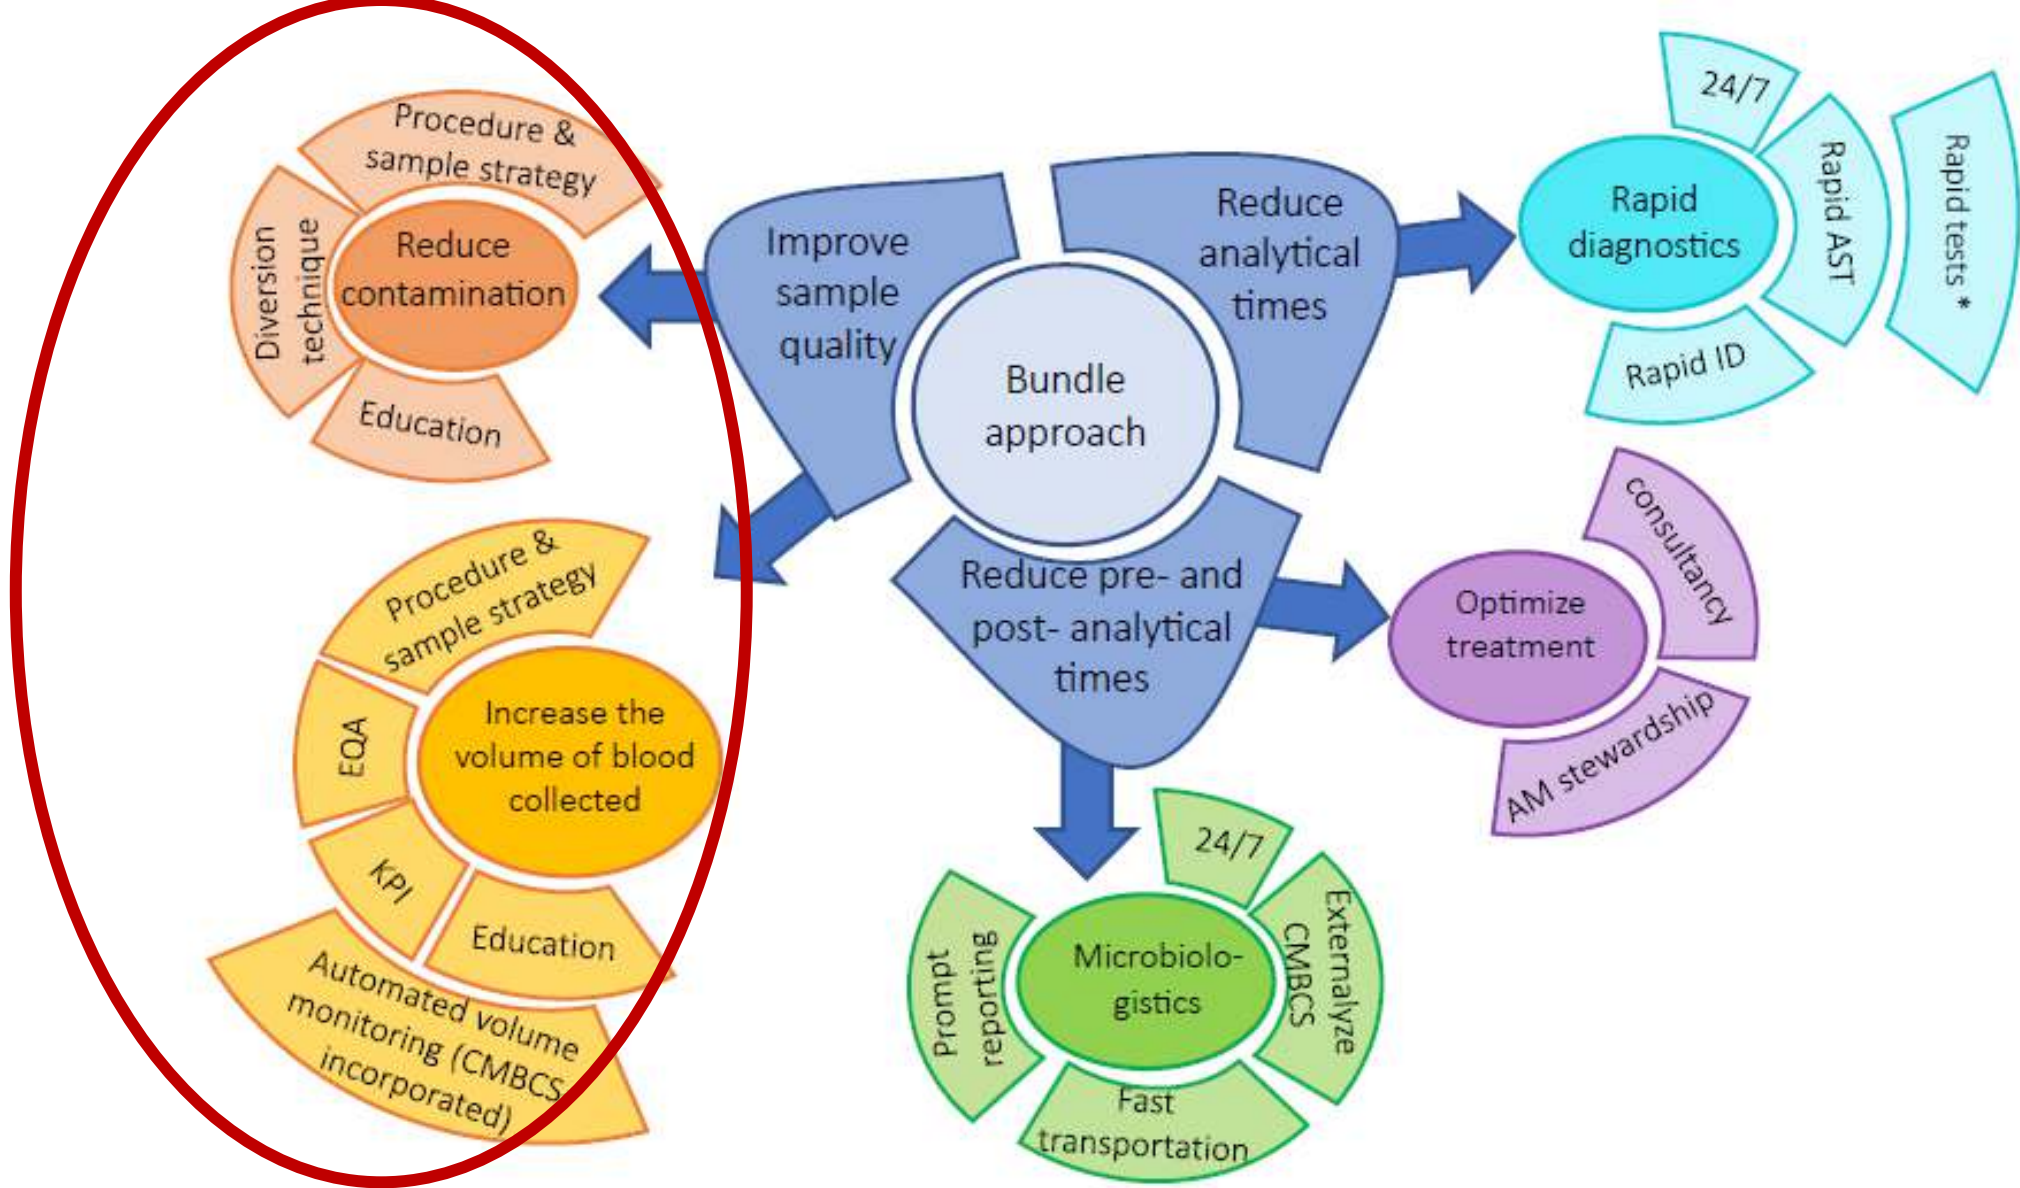 Procedure &
sample strategy
Diversion
technique
Reduce
contamination
Education
Improve
sample
quality
Reduce
analytical
times
Bundle
approach
Reduce pre- and
post- analytical
times
24/7
Rapid
diagnostics
Rapid AST
Rapid tests *
Rapid ID
consultancy
Optimize
treatment
AM stewardship
Procedure &
sample strategy
EQA
Increase the
volume of blood
collected
KPI
Education
Automated volume
monitoring (CMBCS
incorporated)
24/7
Prompt
reporting
Microbiolo-
gistics
Externalyze
CMBCS
Fast
transportation